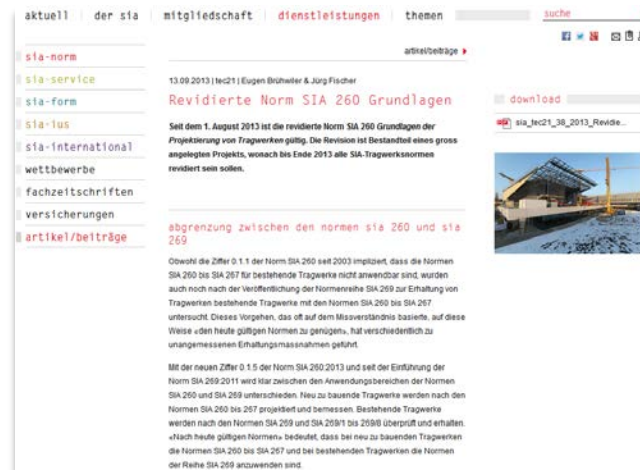 aktuell der sia mitgliedschaft dienstleistungen themen suche
artikel/beiträge
sia-norm
sia-service
sia-form
sia-ius
sia-international
wettbewerbe
fachzeitschriften
versicherungen
artikel/beiträge
13.09.2013 | tec21 | Eugen Brühwiler & Jürg Fischer
Revidierte Norm SIA 260 Grundlagen
Seit dem 1. August 2013 ist die revidierte Norm SIA 260 Grundlagen der
Projektierung von Tragwerken gültig. Die Revision ist Bestandteil eines gross
angelegten Projekts, wonach bis Ende 2013 alle SIA-Tragwerksnormen
revidiert sein sollen.
abgrenzung zwischen den normen sia 260 und sia
269
Obwohl die Ziffer 0.1.1 der Norm SIA 260 seit 2003 impliziert, dass die Normen
SIA 260 bis SIA 267 für bestehende Tragwerke nicht anwendbar sind, wurden
auch noch nach der Veröffentlichung der Normenreihe SIA 269 zur Erhaltung von
Tragwerken bestehende Tragwerke mit den Normen SIA 260 bis SIA 267
untersucht. Dieses Vorgehen, das oft auf dem Missverständnis basierte, auf diese
Weise «den heute gültigen Normen zu genügen», hat verschiedentlich zu
unangemessenen Erhaltungsmassnahmen geführt.
Mit der neuen Ziffer 0.1.5 der Norm SIA 260:2013 und seit der Einführung der
Norm SIA 269:2011 wird klar zwischen den Anwendungsbereichen der Normen
SIA 260 und SIA 269 unterschieden. Neu zu bauende Tragwerke werden nach den
Normen SIA 260 bis 267 projektiert und bemessen. Bestehende Tragwerke
werden nach den Normen SIA 269 und SIA 269/1 bis 269/8 überprüft und erhalten.
«Nach heute gültigen Normen» bedeutet, dass bei neu zu bauenden Tragwerken
die Normen SIA 260 bis SIA 267 und bei bestehenden Tragwerken die Normen
der Reihe SIA 269 anzuwenden sind.
download
sia_tec21_38_2013_Revidie...